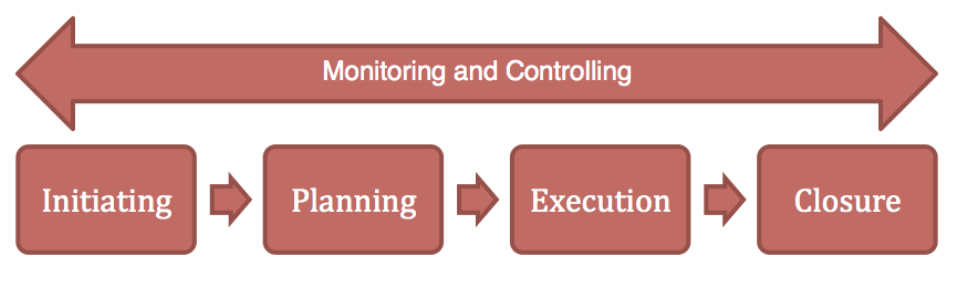 Monitoring and Controlling
Initiating
Planning
Execution
Closure